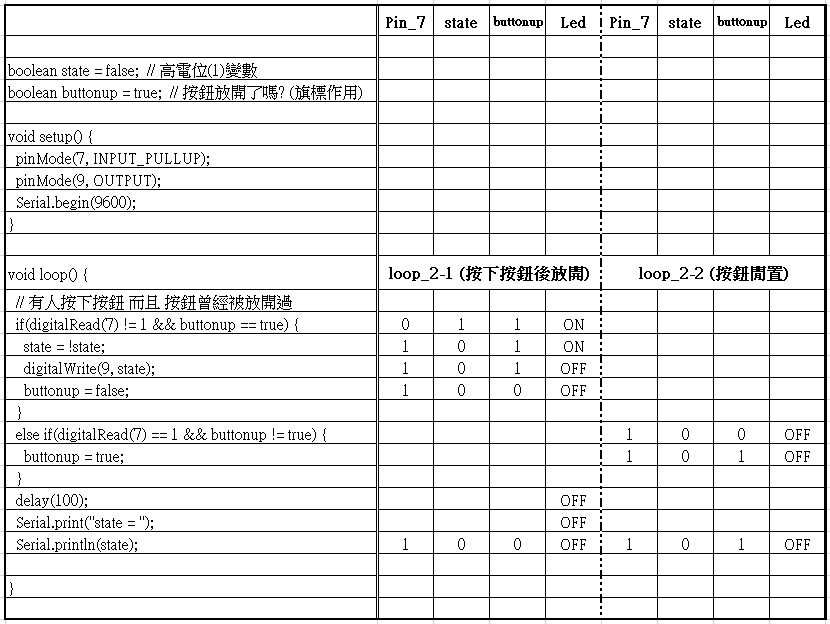 Pin_7 state buttonup Led Pin_7 state buttonup Led
boolean state = false; // 高電位(1)變數
boolean buttonup = true; // 按鈕放開了嗎? (旗標作用)
void setup() {
pinMode(7, INPUT_PULLUP);
pinMode(9, OUTPUT);
Serial.begin(9600);
}
void loop() { loop_2-1 (按下按鈕後放開) loop_2-2 (按鈕閒置)
// 有人按下按鈕 而且 按鈕曾經被放開過
if(digitalRead(7) != 1 && buttonup == true) { 0 1 1 ON
state = !state; 1 0 1 ON
digitalWrite(9, state); 1 0 1 OFF
buttonup = false; 1 0 0 OFF
}
else if(digitalRead(7) == 1 && buttonup != true) { 1 0 0 OFF
buttonup = true; 1 0 1 OFF
}
delay(100); OFF
Serial.print("state = "); OFF
Serial.println(state); 1 0 0 OFF 1 0 1 OFF
}